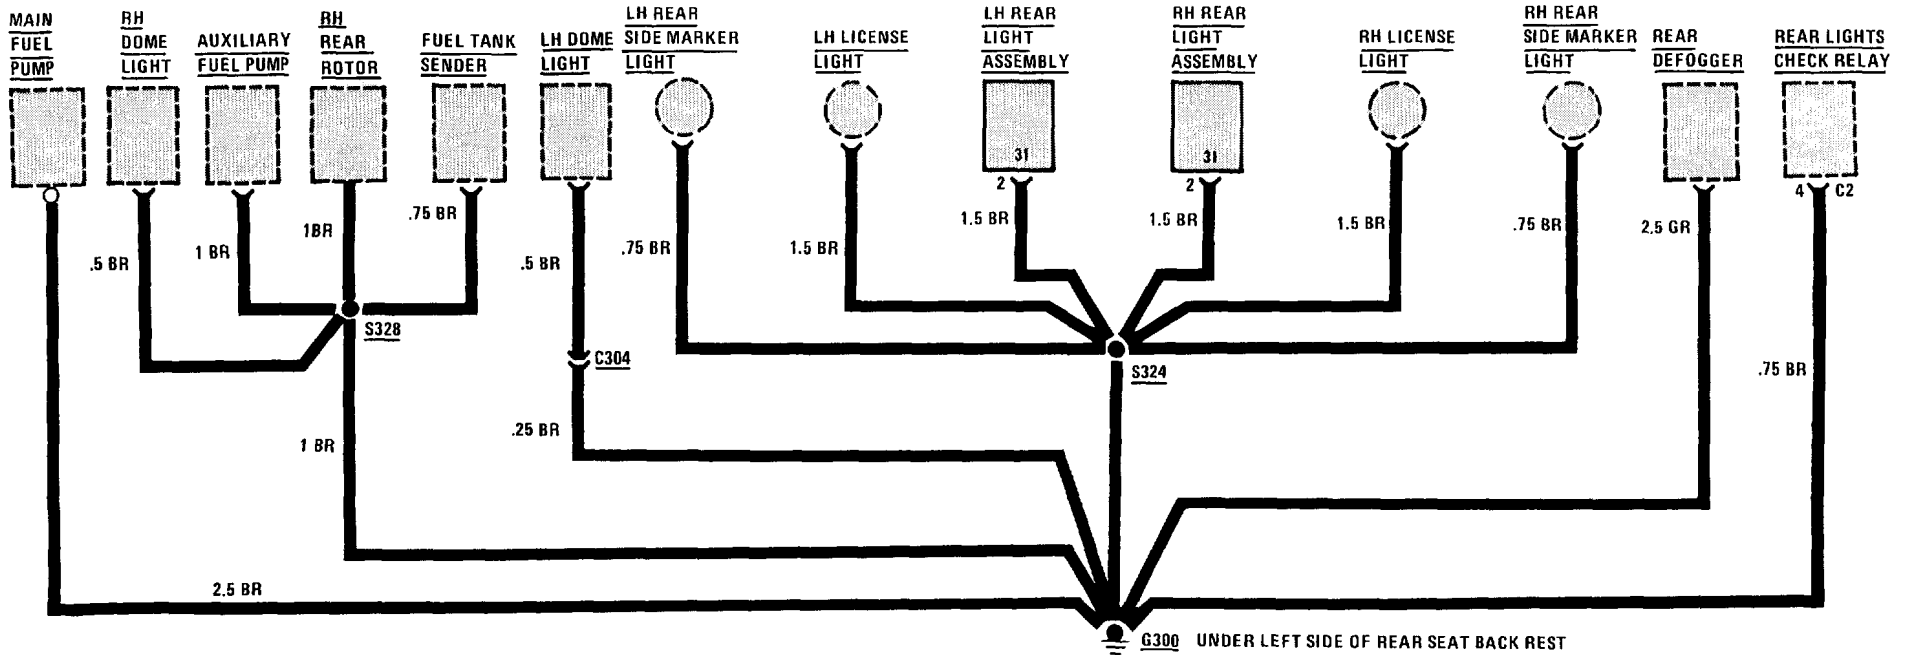 MAIN
FUEL
PUMP
RH
DOME
LIGHT
AUXILIARY
FUEL PUMP
RH
REAR
ROTOR
FUEL TANK
SENDER
LH DOME
LIGHT
LH REAR
SIDE MARKER
LIGHT
LH LICENSE
LIGHT
LH REAR
LIGHT
ASSEMBLY
RH REAR
LIGHT
ASSEMBLY
RH LICENSE
LIGHT
RH REAR
SIDE MARKER
LIGHT
REAR
DEFOGGER
REAR LIGHTS
CHECK RELAY
31
31
2
2
4
C2
.5 BR
1 BR
1BR
.75 BR
.5 BR
.75 BR
1.5 BR
1.5 BR
1.5 BR
1.5 BR
.75 BR
2.5 GR
S328
C304
S324
.75 BR
1 BR
.25 BR
2.5 BR
G300 UNDER LEFT SIDE OF REAR SEAT BACK REST